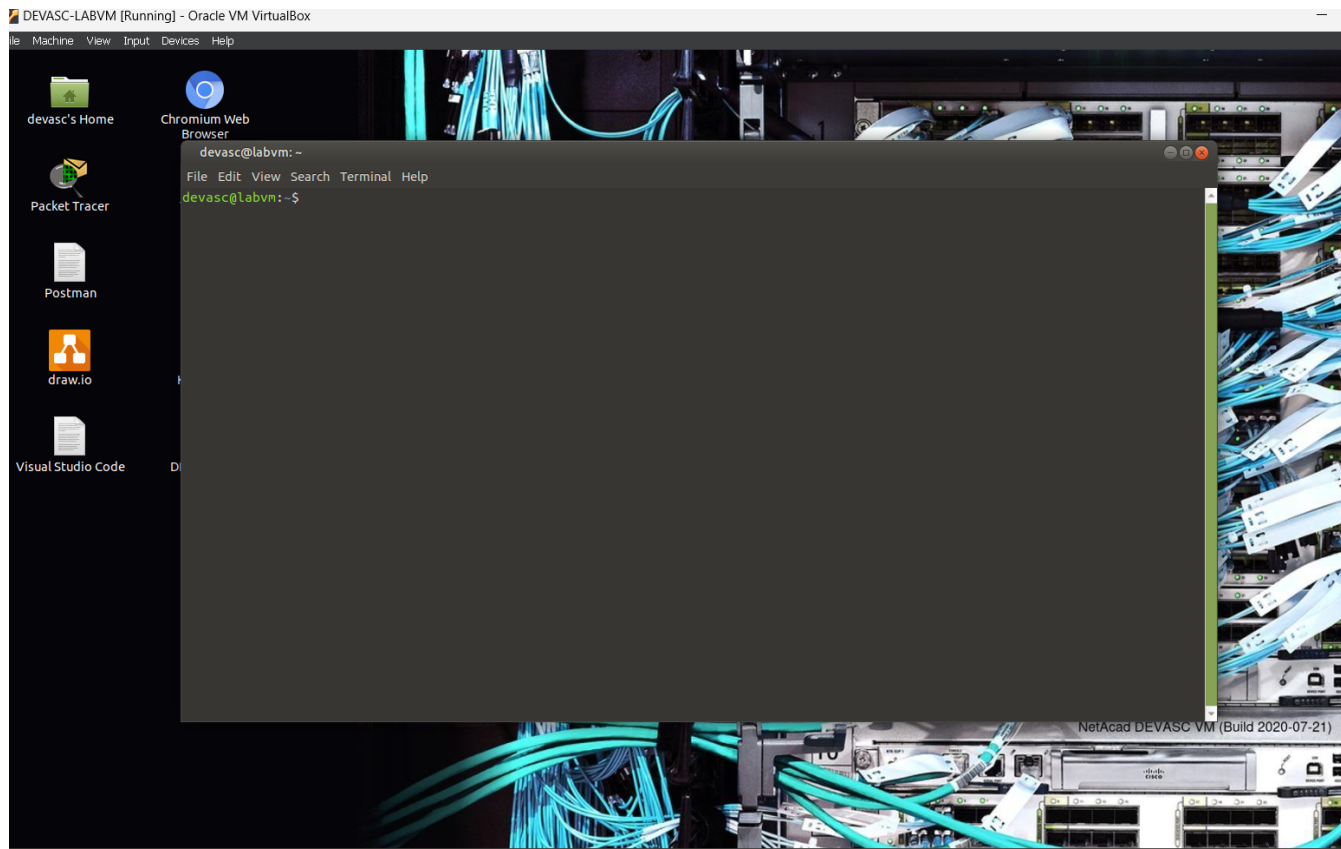 DEVASC-LABVM [Running] - Oracle VM VirtualBox
ile Machine View Input Devices Help
devasc's Home
Chromium Web
Browser
Packet Tracer
Postman
draw.io
Visual Studio Code
devasc@labvm: ~
File Edit View Search Terminal Help
devasc@labvm:~$
NetAcad DEVASC VM (Build 2020-07-21)
CISCO